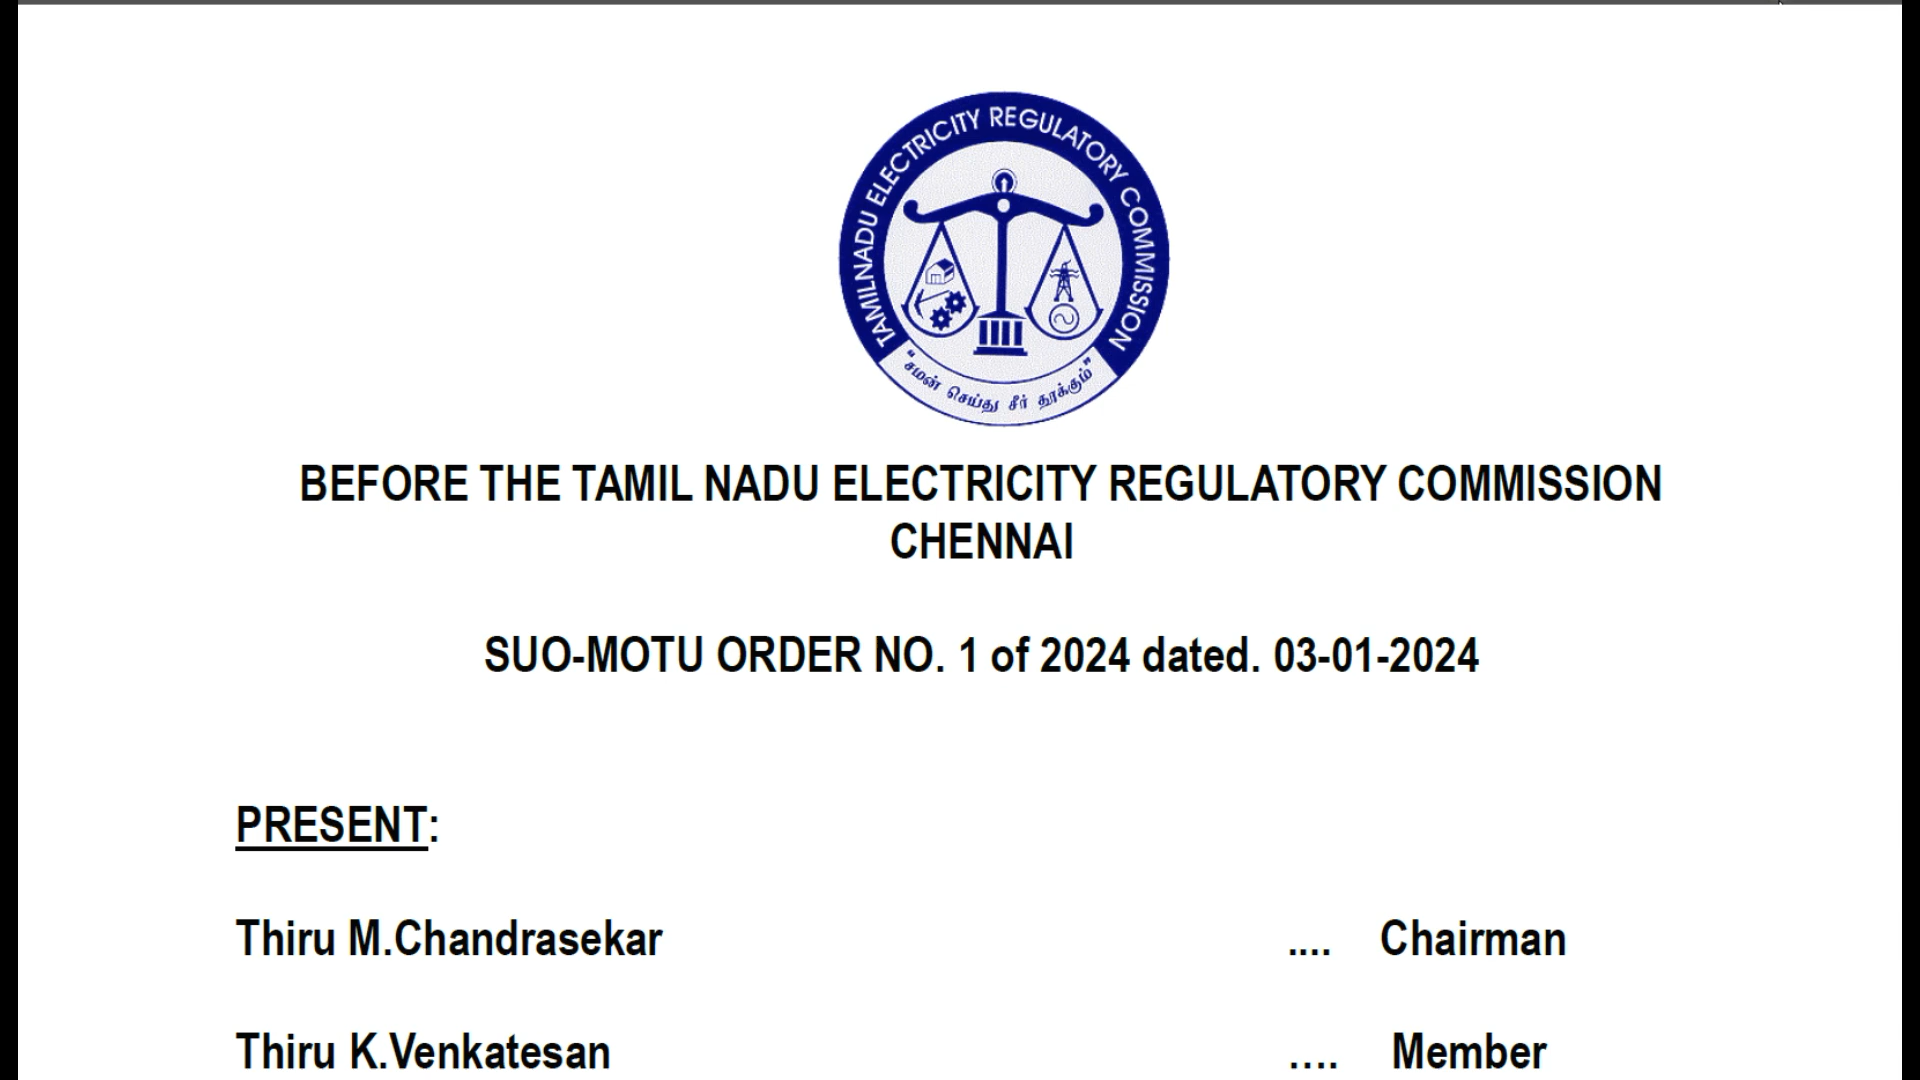 TAMILNADU ELECTRICITY REGULATORY COMMISSION
"சமன் செய்து சீர் தூக்கும்"
BEFORE THE TAMIL NADU ELECTRICITY REGULATORY COMMISSION
CHENNAI
SUO-MOTU ORDER NO. 1 of 2024 dated. 03-01-2024
PRESENT:
Thiru M.Chandrasekar .... Chairman
Thiru K.Venkatesan .... Member